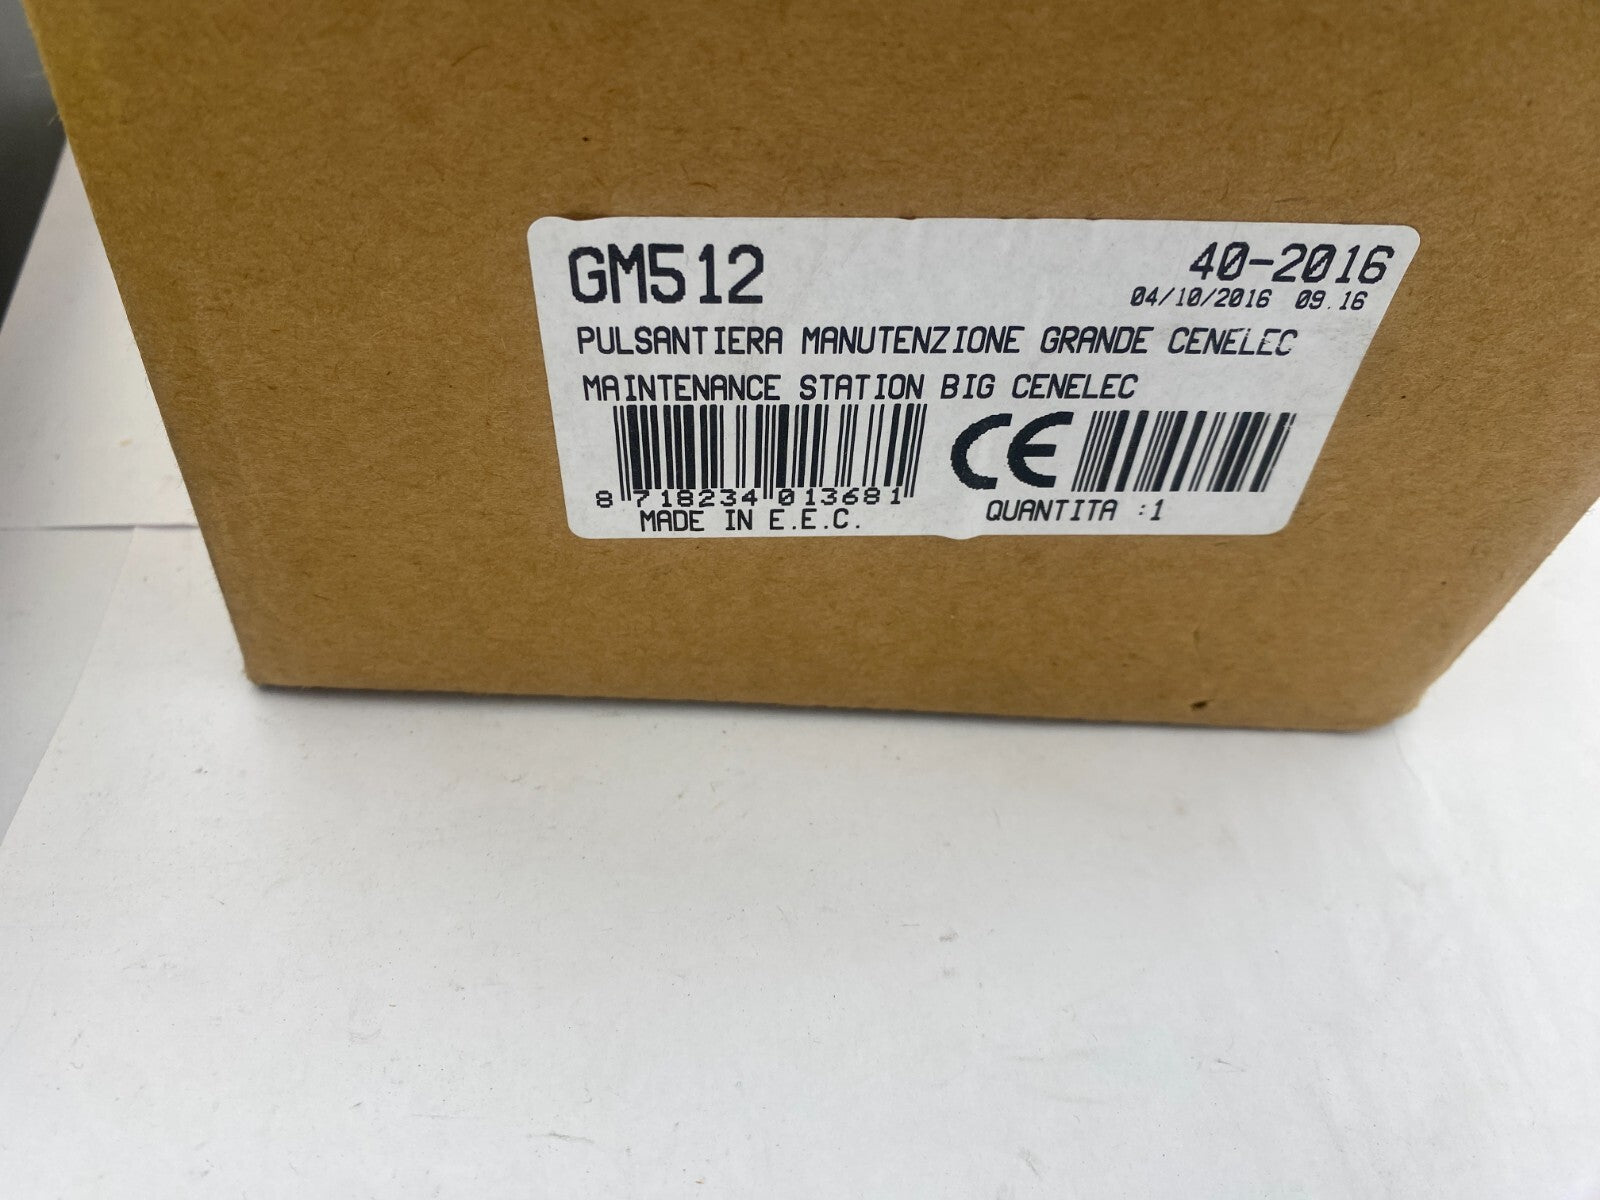 GM512
40-2016
04/10/2016 09.16
PULSANTIERA MANUTENZIONE GRANDE CENELEC
MAINTENANCE STATION BIG CENELEC
CE
8 718234 013681
MADE IN E.E.C.
QUANTITA :1